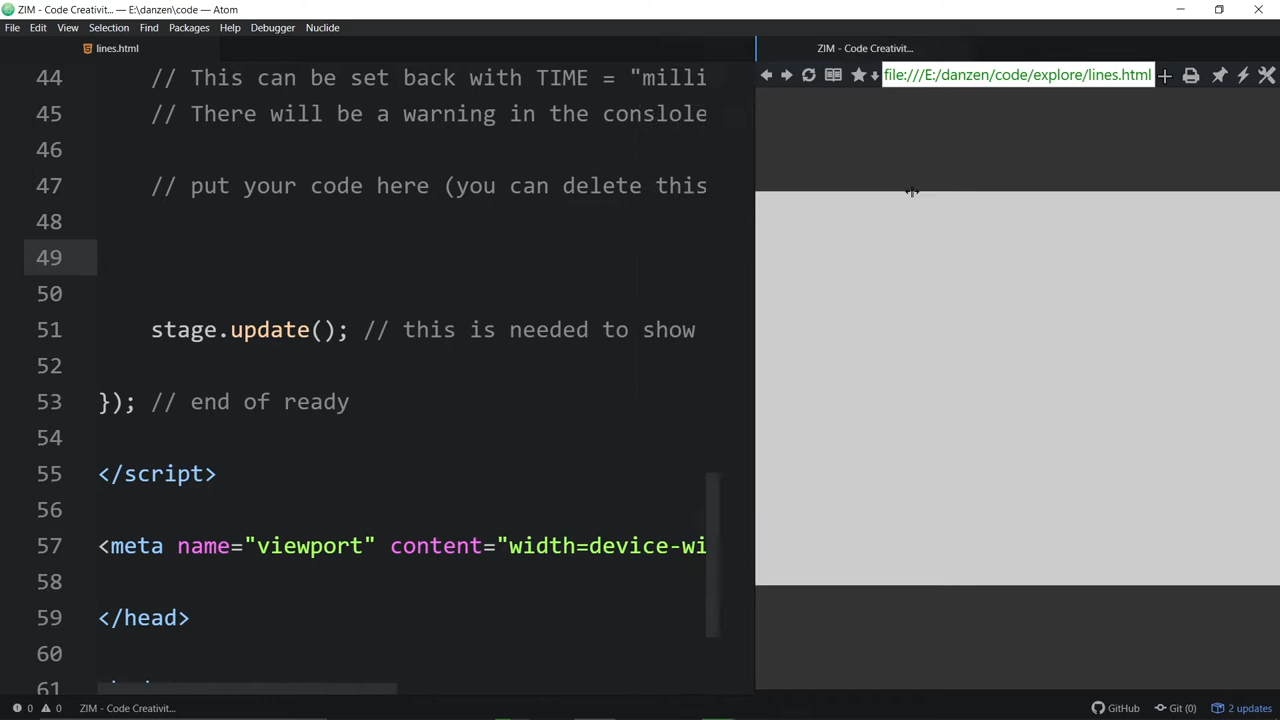 ZIM - Code Creativit... — E:\danzen\code — Atom
File Edit View Selection Find Packages Help Debugger Nuclide
lines.html
ZIM - Code Creativit...
file:///E:/danzen/code/explore/lines.html
44 // This can be set back with TIME = "milli
45 // There will be a warning in the conslole
46
47 // put your code here (you can delete this
48
49
50
51 stage.update(); // this is needed to show
52
53 }); // end of ready
54
55 </script>
56
57 <meta name="viewport" content="width=device-wi
58
59 </head>
60
61
0 0 ZIM - Code Creativit... GitHub Git (0) 2 updates